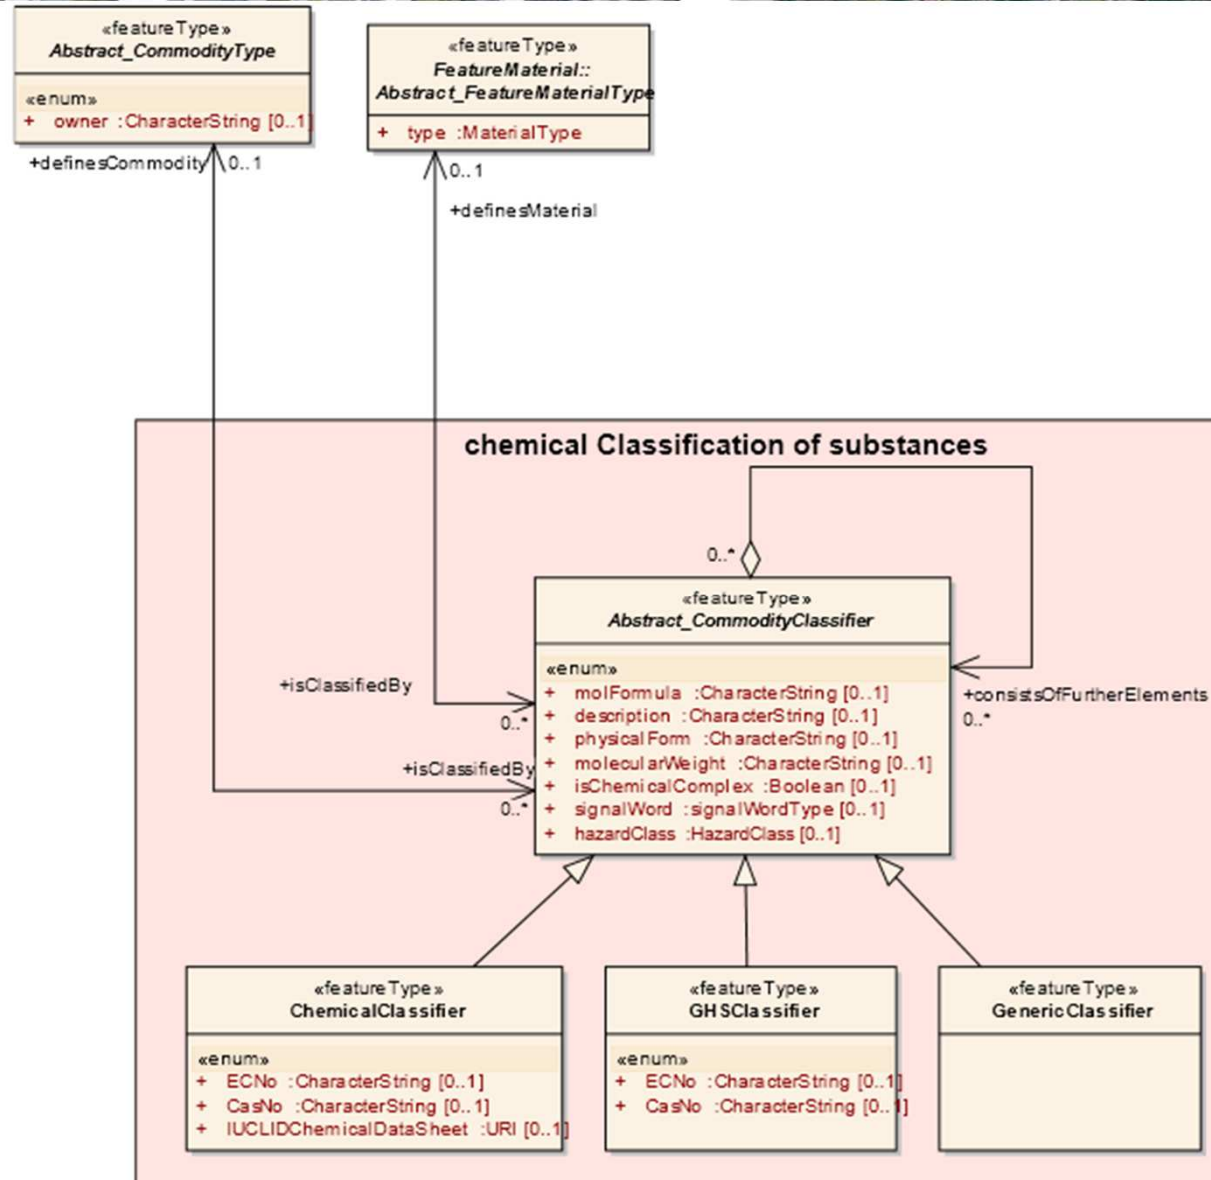 «featureType»
Abstract_CommodityType
«enum»
+ owner :CharacterString [0..1]
«featureType»
FeatureMaterial::
Abstract_FeatureMaterialType
+ type :MaterialType
+definesCommodity 0..1
0..1
+definesMaterial
chemical Classification of substances
0..*
«featureType»
Abstract_CommodityClassifier
«enum»
+ molFormula :CharacterString [0..1]
+ description :CharacterString [0..1]
+ physicalForm :CharacterString [0..1]
+ molecularWeight :CharacterString [0..1]
+ isChemicalComplex :Boolean [0..1]
+ signalWord :signalWordType [0..1]
+ hazardClass :HazardClass [0..1]
+isClassifiedBy
0..*
+isClassifiedBy
0..*
+consistsOfFurtherElements
0..*
«featureType»
ChemicalClassifier
«enum»
+ ECNo :CharacterString [0..1]
+ CasNo :CharacterString [0..1]
+ IUCLIDChemicalDataSheet :URI [0..1]
«featureType»
GHSClassifier
«enum»
+ ECNo :CharacterString [0..1]
+ CasNo :CharacterString [0..1]
«featureType»
GenericClassifier